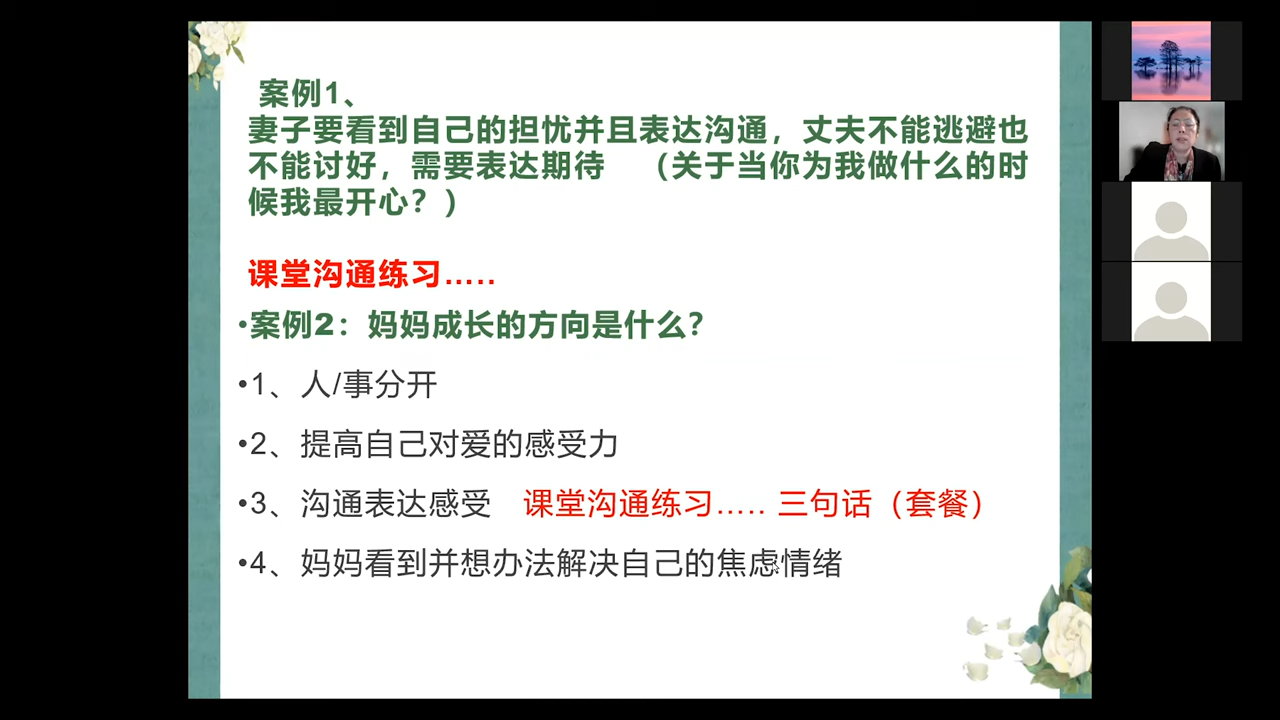 案例1、
妻子要看到自己的担忧并且表达沟通，丈夫不能逃避也
不能讨好，需要表达期待 （关于当你为我做什么的时
候我最开心？）
课堂沟通练习.....
•案例2：妈妈成长的方向是什么？
•1、人/事分开
•2、提高自己对爱的感受力
•3、沟通表达感受 课堂沟通练习..... 三句话（套餐）
•4、妈妈看到并想办法解决自己的焦虑情绪